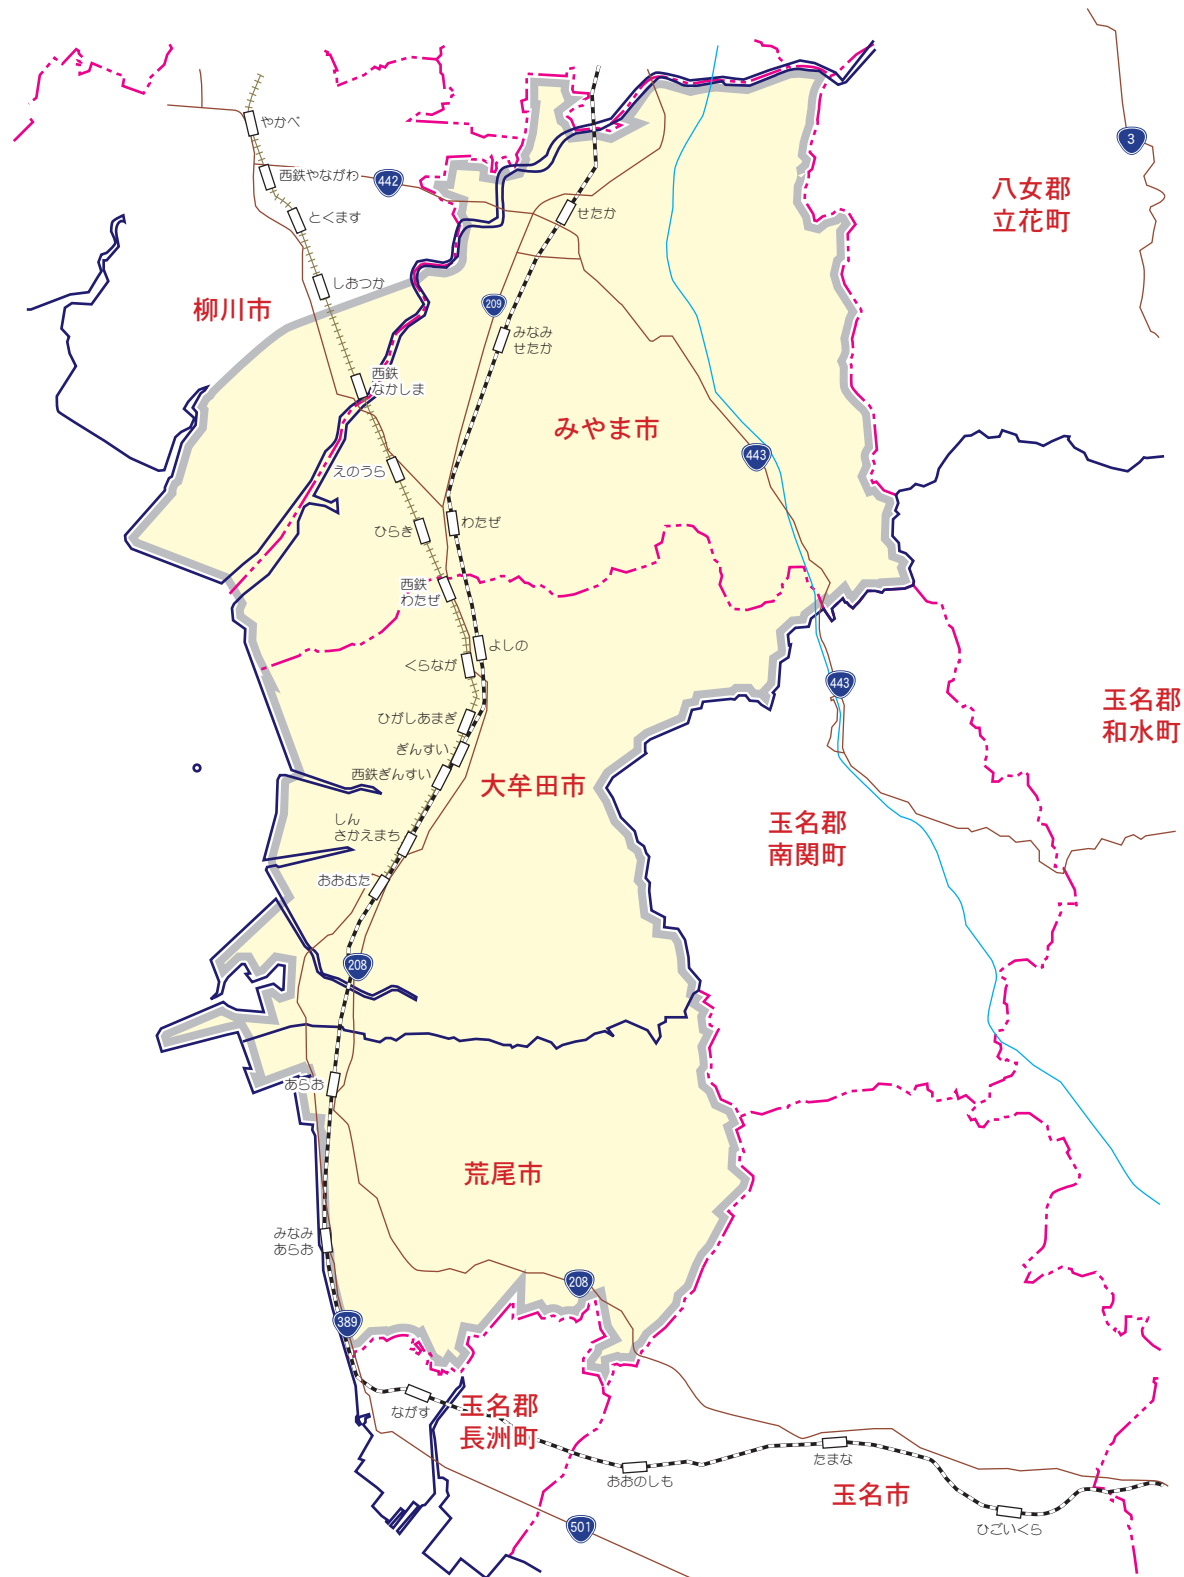 3
やかべ
八女郡
立花町
西鉄やながわ
442
とくます
せたか
しおつか
柳川市
209
みなみ
せたか
西鉄
なかしま
みやま市
443
えのうら
ひらき
わたぜ
西鉄
わたぜ
よしの
くらなが
443
玉名郡
和水町
ひがしあまぎ
ぎんすい
西鉄ぎんすい
大牟田市
しん
さかえまち
玉名郡
南関町
おおむた
208
あらお
荒尾市
みなみ
あらお
208
389
ながす
玉名郡
長洲町
たまな
おおのしも
玉名市
501
ひごいくら